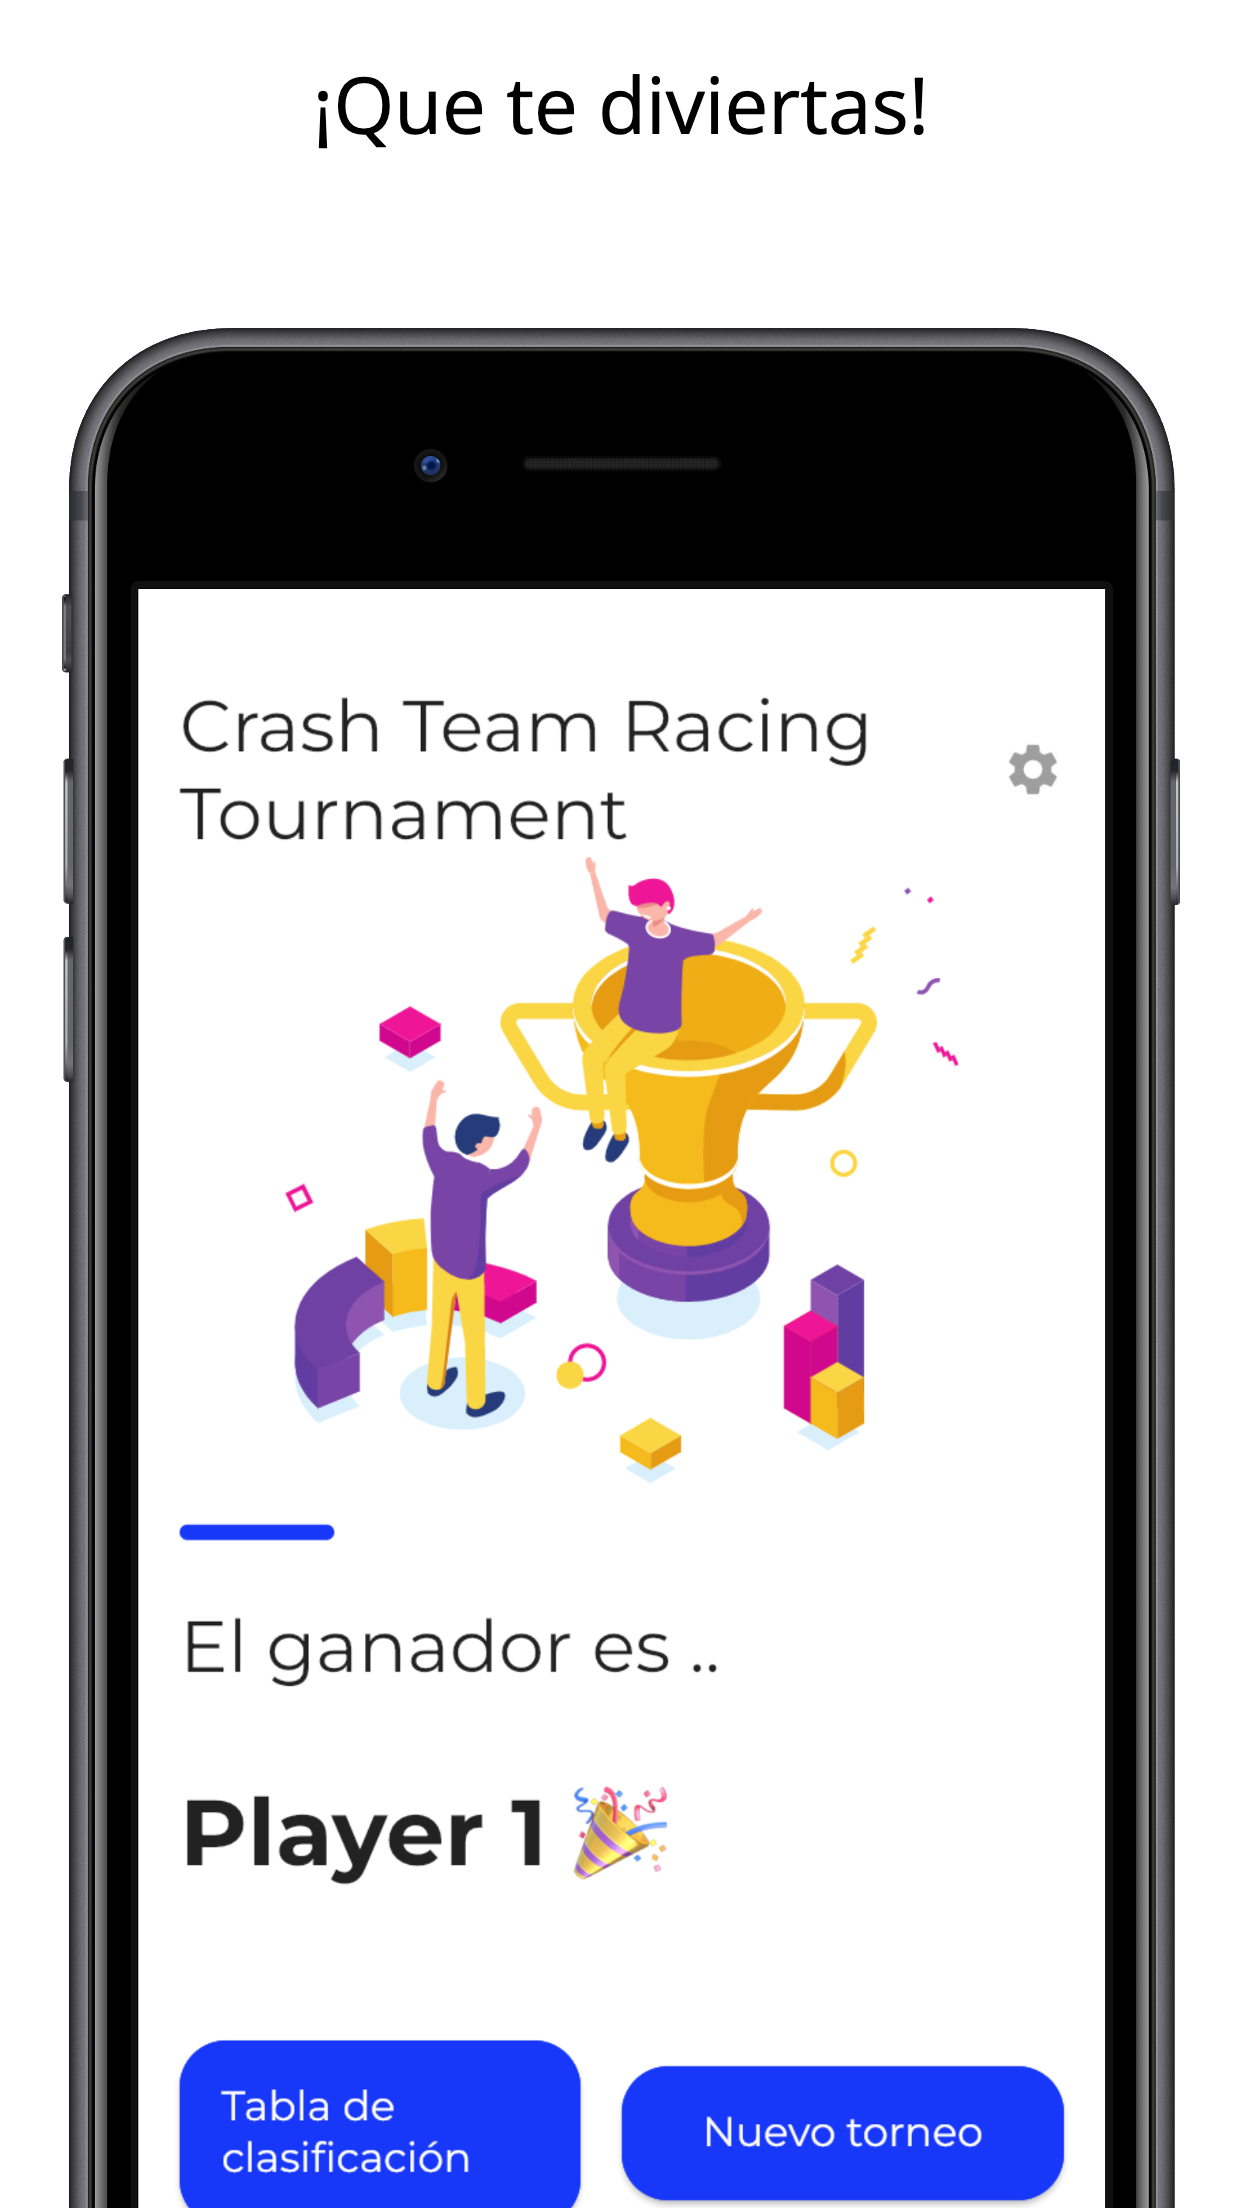 ¡Que te diviertas!
Crash Team Racing
Tournament
El ganador es ..
Player 1 🎉
Tabla de
clasificación
Nuevo torneo